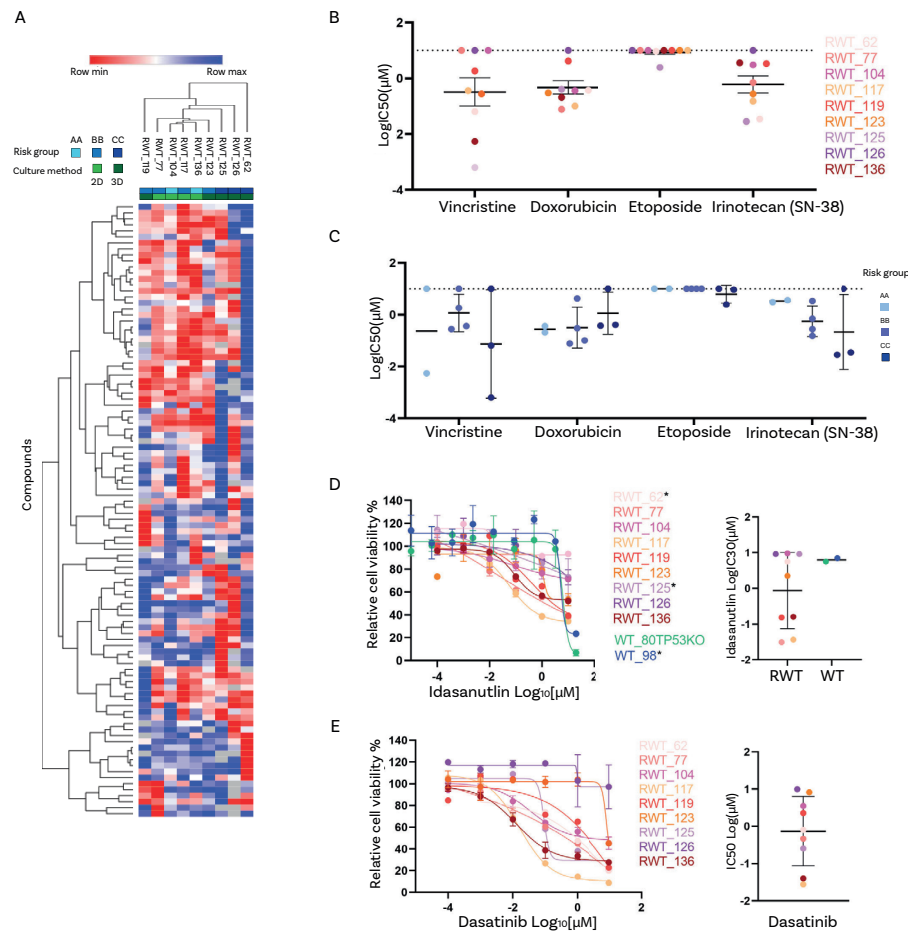 A
Row min
Row max
AA BB CC
Risk group
Culture method
2D 3D
RWT_119
RWT_77
RWT_104
RWT_117
RWT_136
RWT_123
RWT_125
RWT_126
RWT_62
Compounds
B
LogIC50(μM)
2
0
2
-4
Vincristine Doxorubicin Etoposide Irinotecan (SN-38)
RWT_62
RWT_77
RWT_104
RWT_117
RWT_119
RWT_123
RWT_125
RWT_126
RWT_136
C
LogIC50(μM)
2
0
-2
-4
Vincristine Doxorubicin Etoposide Irinotecan (SN-38)
Risk group
AA
BB
CC
D
Relative cell viability %
140
120
100
80
60
40
20
0
-4 -2 0 2
Idasanutlin Log₁₀[μM]
RWT_62*
RWT_77
RWT_104
RWT_117
RWT_119
RWT_123
RWT_125*
RWT_126
RWT_136
WT_80TP53KO
WT_98*
Idasanutlin LogIC30(μM)
2
1
0
-1
-2
RWT WT
E
Relative cell viability %
140
120
100
80
60
40
20
0
-4 -2 0 2
Dasatinib Log₁₀[μM]
RWT_62
RWT_77
RWT_104
RWT_117
RWT_119
RWT_123
RWT_125
RWT_126
RWT_136
IC50 Log(μM)
2
1
0
-1
-2
Dasatinib